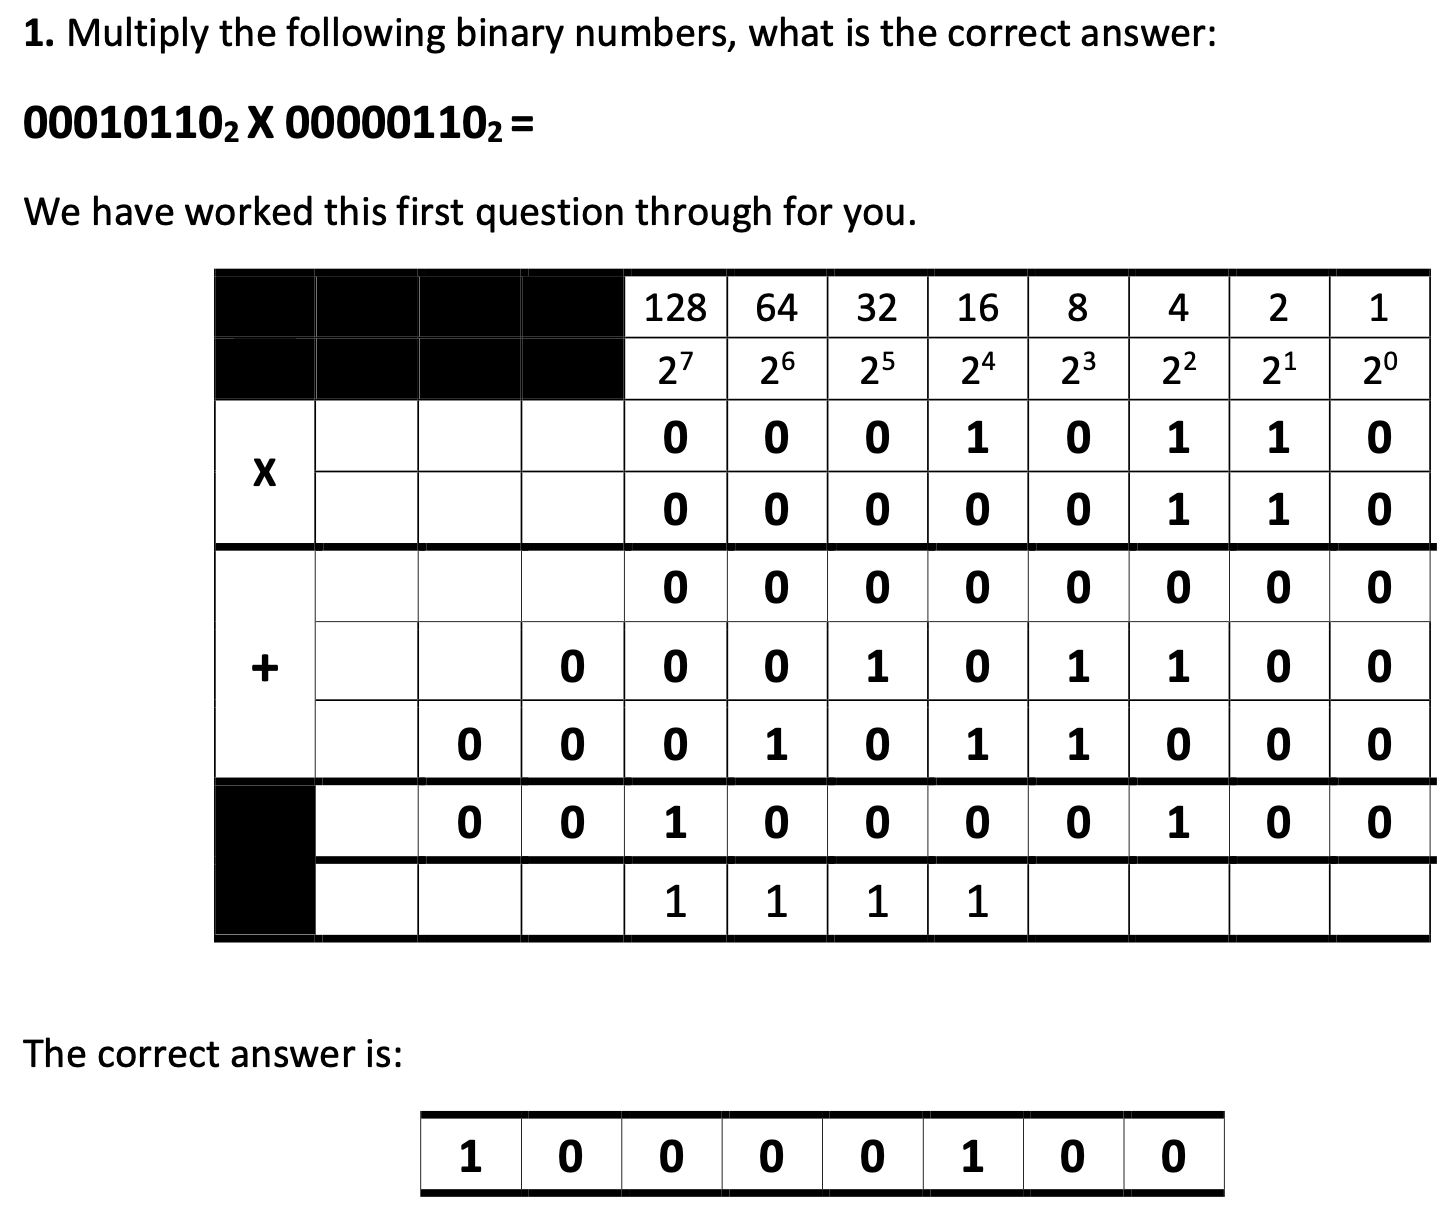 1. Multiply the following binary numbers, what is the correct answer:
00010110₂ X 00000110₂ =
We have worked this first question through for you.
128 64 32 16 8 4 2 1
2⁷ 2⁶ 2⁵ 2⁴ 2³ 2² 2¹ 2⁰
X
0 0 0 1 0 1 1 0
0 0 0 0 0 1 1 0
+
0 0 0 0 0 0 0 0
0 0 0 1 0 1 1 0 0
0 0 0 1 0 1 1 0 0 0
0 0 1 0 0 0 0 1 0 0
1 1 1 1
The correct answer is:
1 0 0 0 0 1 0 0